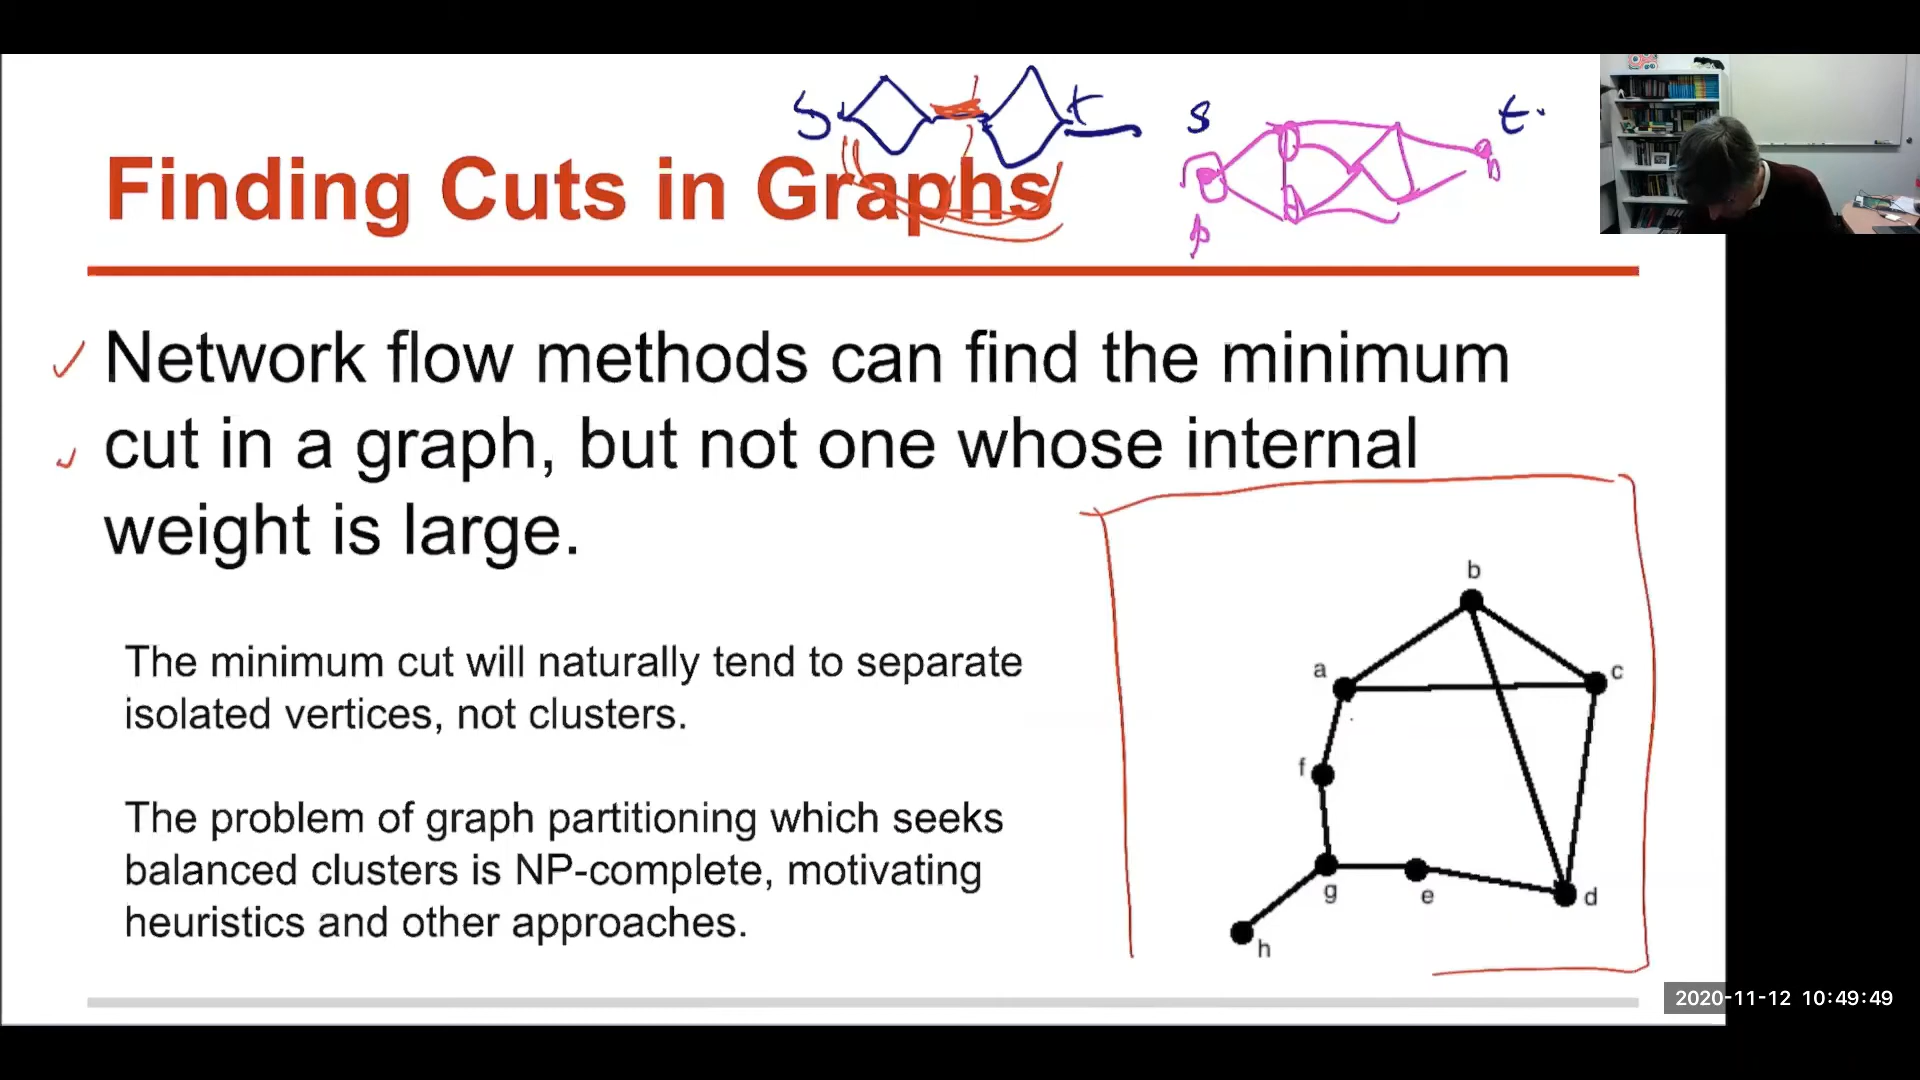 S
t
s
t.
Finding Cuts in Graphs
p
Network flow methods can find the minimum
cut in a graph, but not one whose internal
weight is large.
The minimum cut will naturally tend to separate
isolated vertices, not clusters.
The problem of graph partitioning which seeks
balanced clusters is NP-complete, motivating
heuristics and other approaches.
b
a
c
f
g
e
d
h
2020-11-12 10:49:49